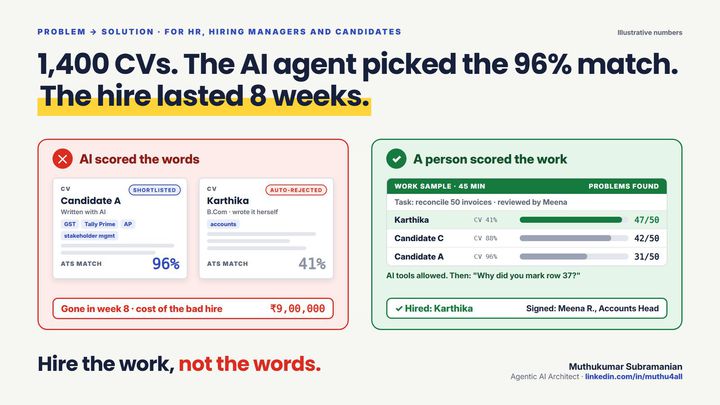 PROBLEM → SOLUTION · FOR HR, HIRING MANAGERS AND CANDIDATES
Illustrative numbers
1,400 CVs. The AI agent picked the 96% match.
The hire lasted 8 weeks.
AI scored the words
CV
SHORTLISTED
Candidate A
Written with AI
GST
Tally Prime
AP
stakeholder mgmt
ATS MATCH
96%
CV
AUTO-REJECTED
Karthika
B.Com · wrote it herself
accounts
ATS MATCH
41%
Gone in week 8 · cost of the bad hire
₹9,00,000
A person scored the work
WORK SAMPLE · 45 MIN
PROBLEMS FOUND
Task: reconcile 50 invoices · reviewed by Meena
Karthika CV 41% 47/50
Candidate C CV 88% 42/50
Candidate A CV 96% 31/50
AI tools allowed. Then: "Why did you mark row 37?"
✓ Hired: Karthika
Signed: Meena R., Accounts Head
Hire the work, not the words.
Muthukumar Subramanian
Agentic AI Architect · linkedin.com/in/muthu4all